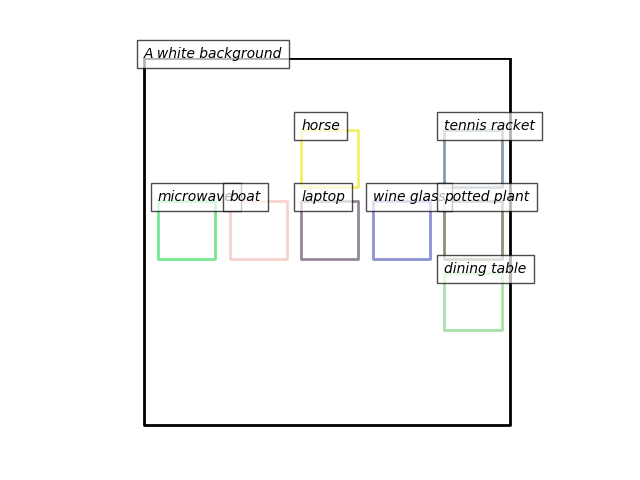 A white background
horse
tennis racket
microwave
boat
laptop
wine glass
potted plant
dining table